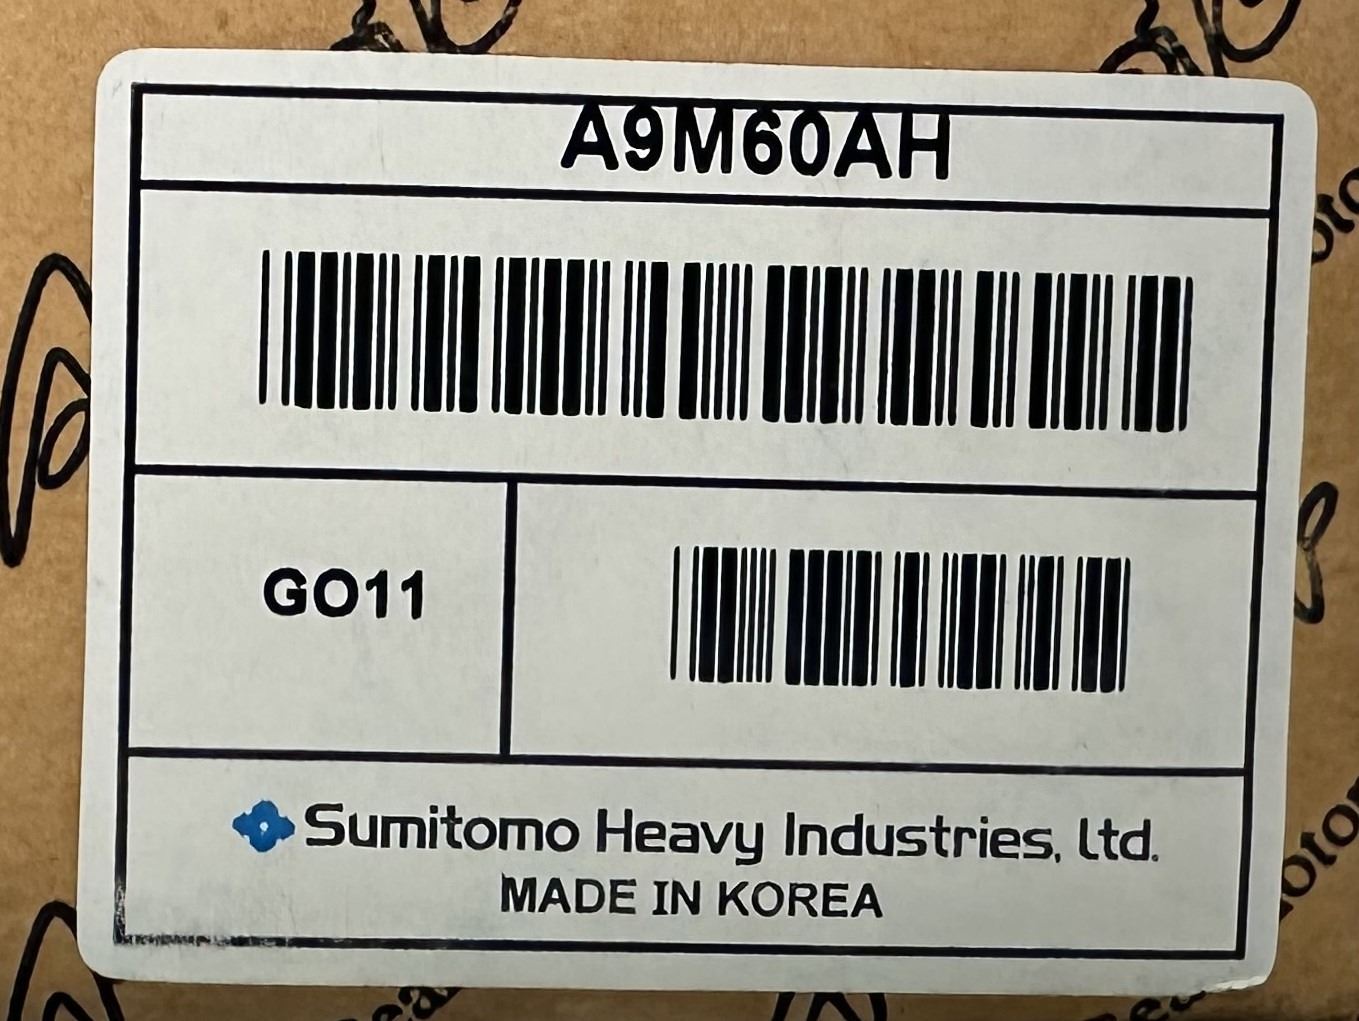 A9M60AH
GO11
Sumitomo Heavy Industries, Ltd.
MADE IN KOREA